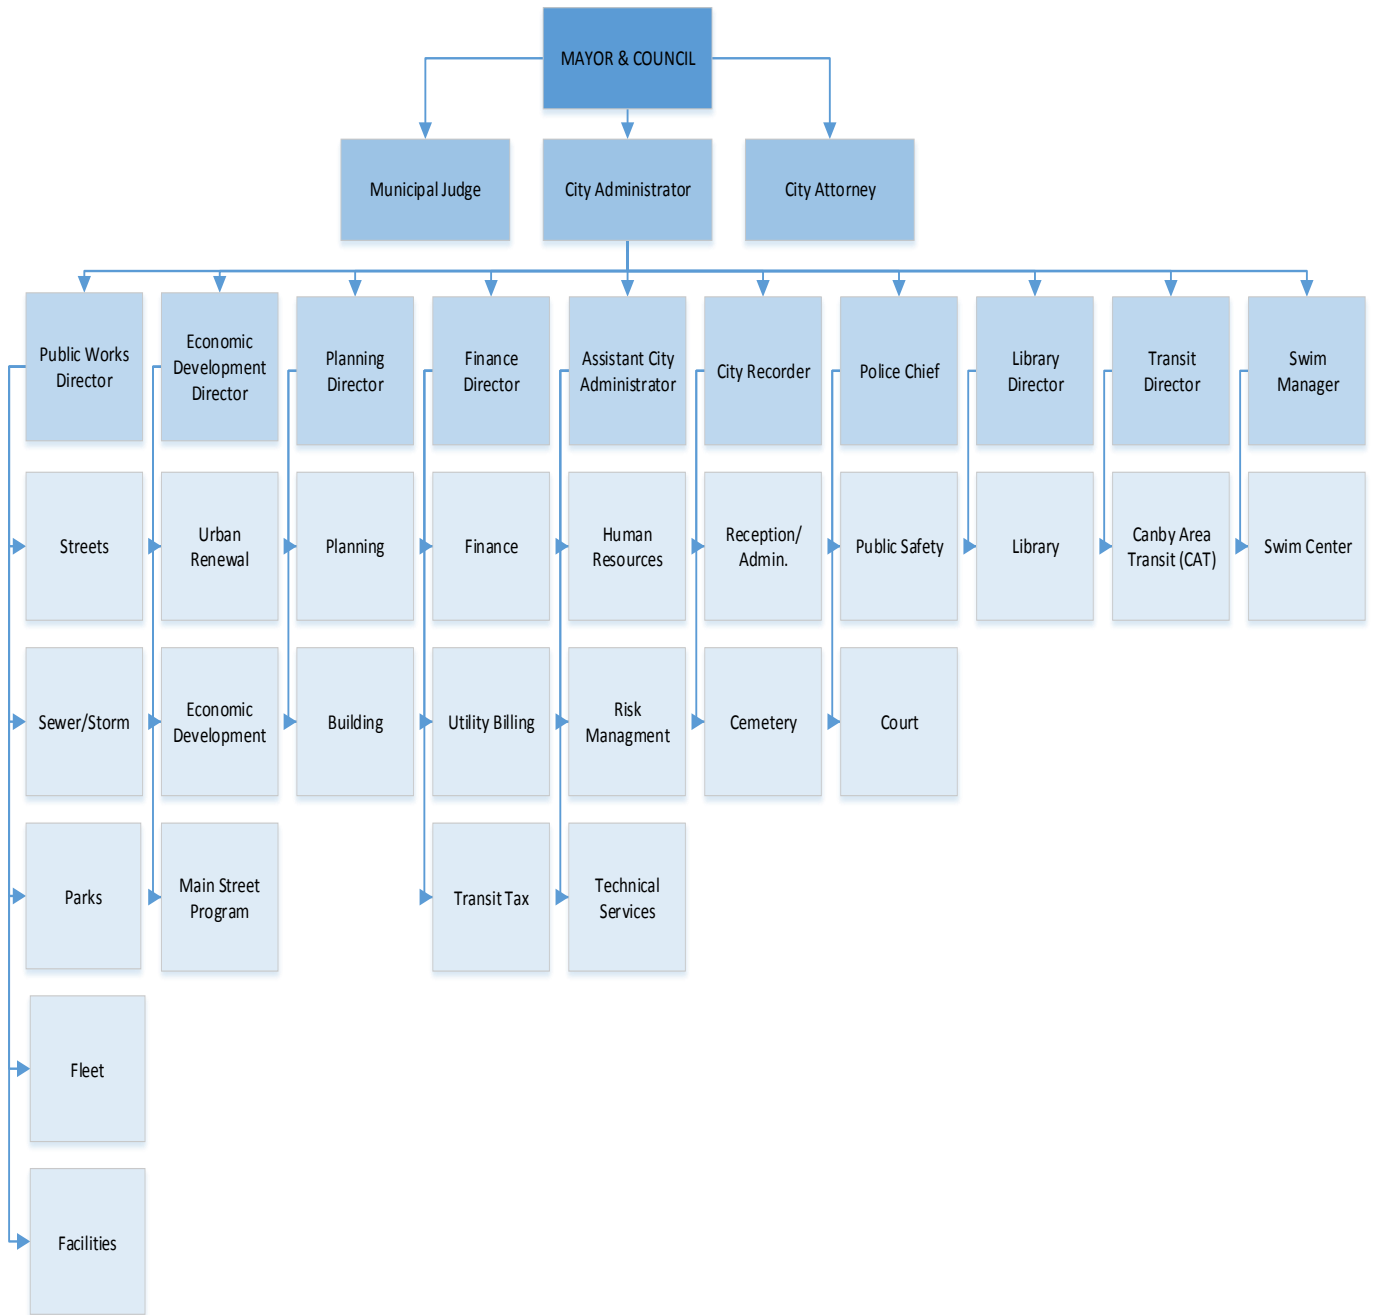 MAYOR & COUNCIL
Municipal Judge
City Administrator
City Attorney
Public Works
Director
Economic
Development
Director
Planning
Director
Finance
Director
Assistant City
Administrator
City Recorder
Police Chief
Library
Director
Transit
Director
Swim
Manager
Streets
Urban
Renewal
Planning
Finance
Human
Resources
Reception/
Admin.
Public Safety
Library
Canby Area
Transit (CAT)
Swim Center
Sewer/Storm
Economic
Development
Building
Utility Billing
Risk
Managment
Cemetery
Court
Parks
Main Street
Program
Transit Tax
Technical
Services
Fleet
Facilities